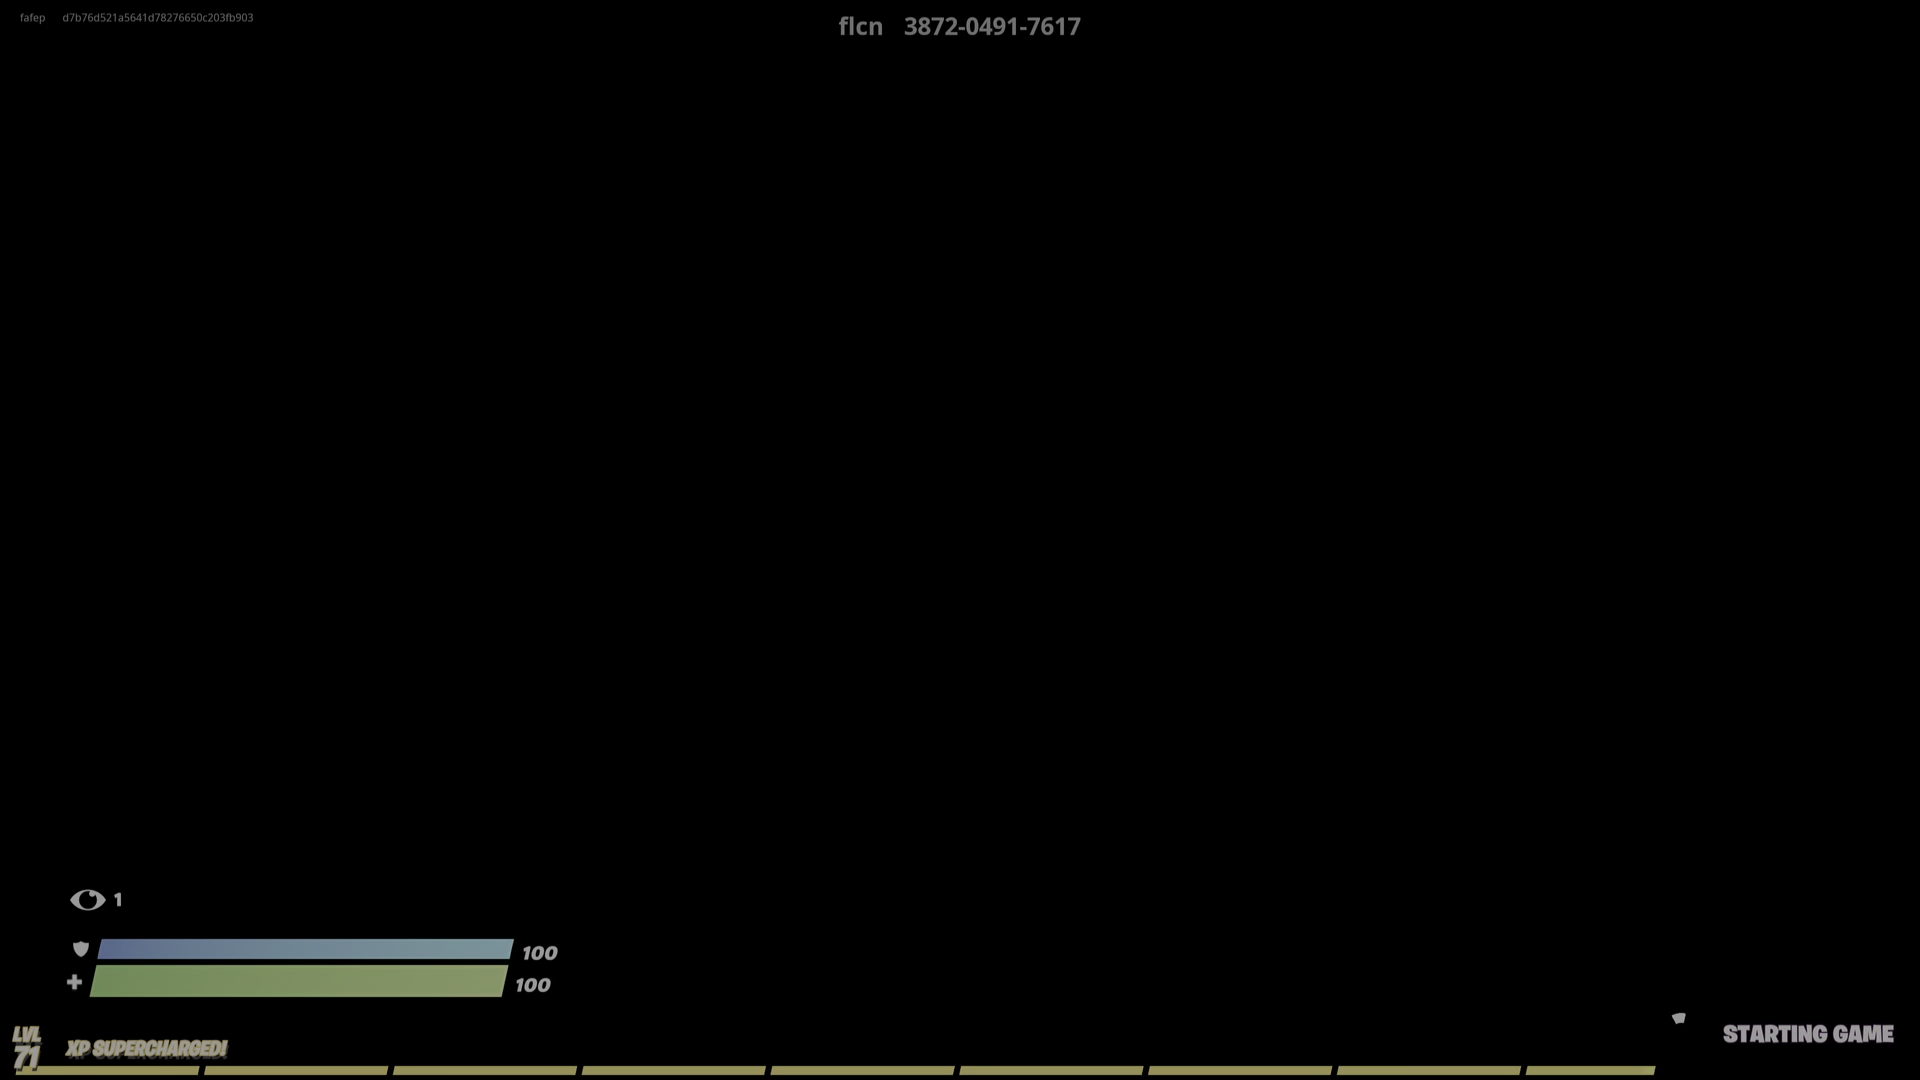 fafep d7b76d521a5641d78276650c203fb903
flcn 3872-0491-7617
1
100
100
LVL
71
XP SUPERCHARGED!
STARTING GAME